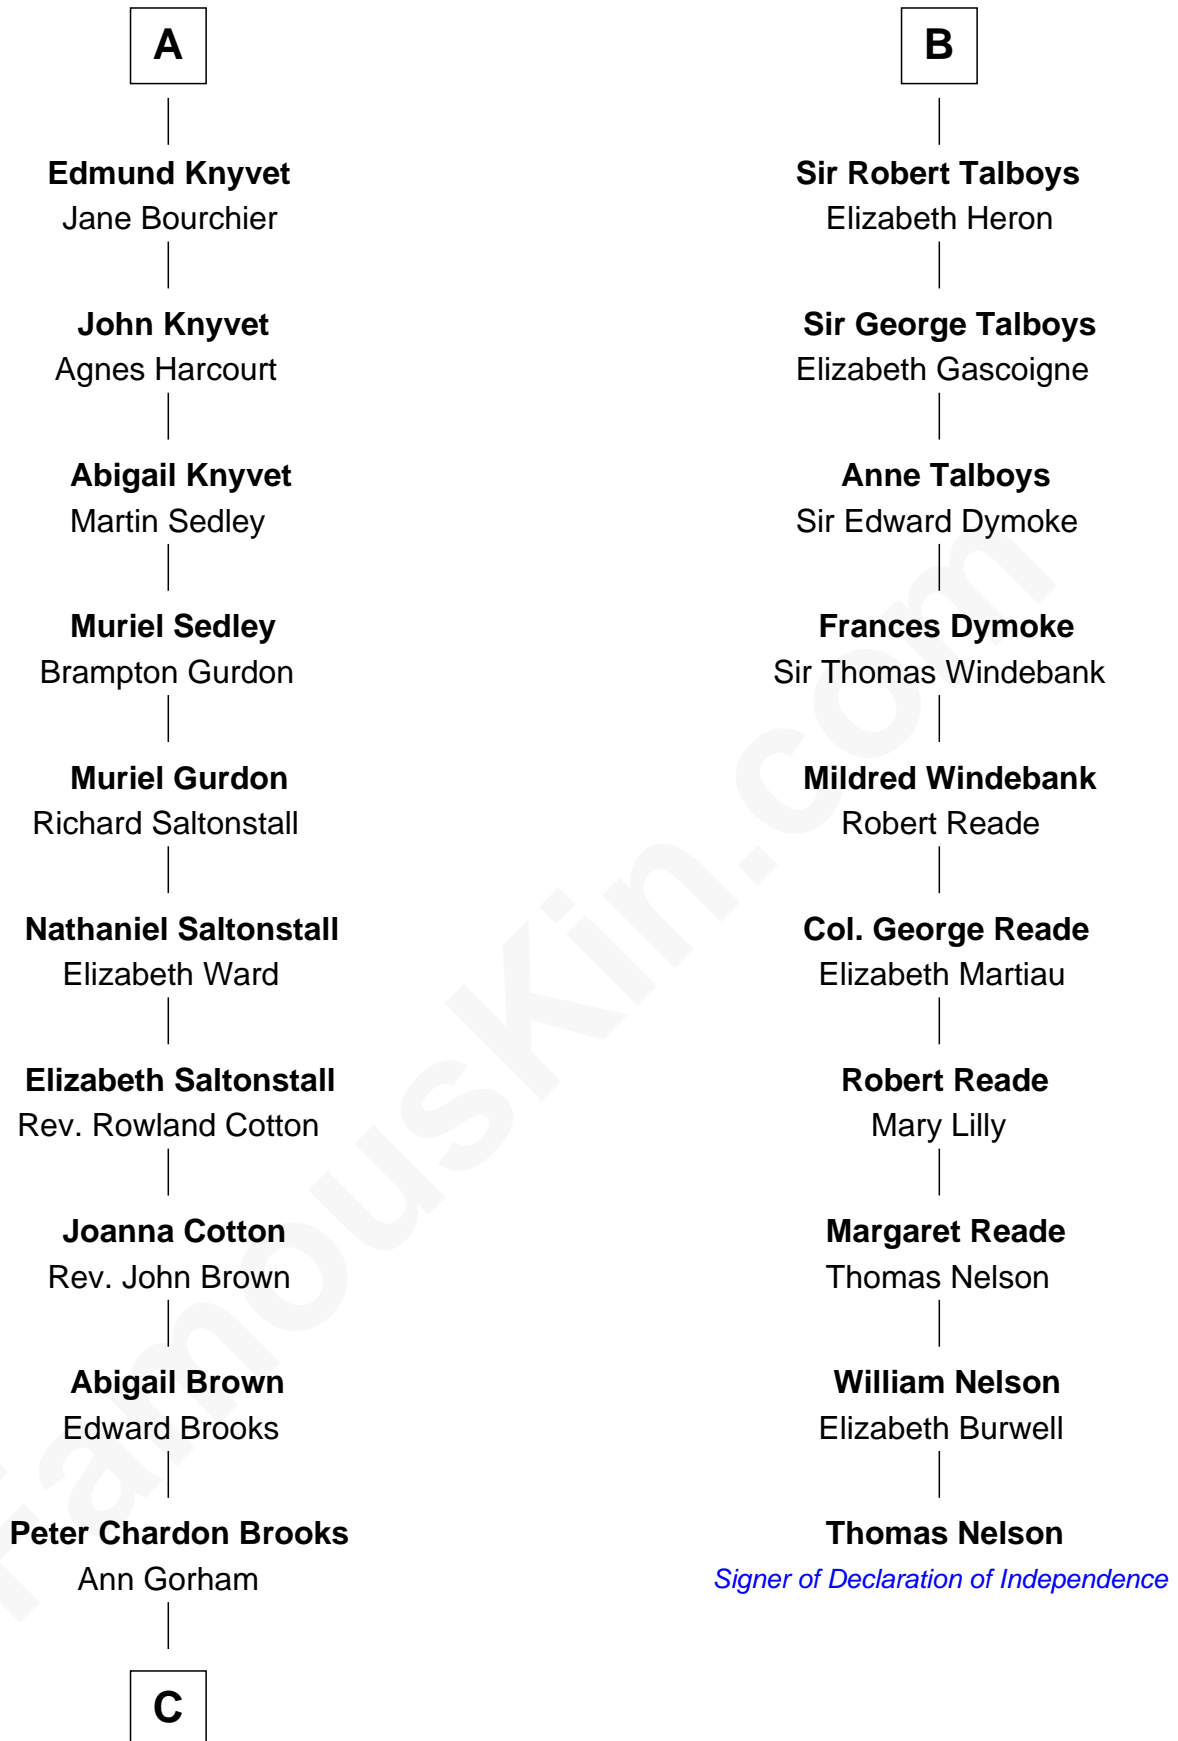 A
Edmund Knyvet
Jane Bourchier
John Knyvet
Agnes Harcourt
Abigail Knyvet
Martin Sedley
Muriel Sedley
Brampton Gurdon
Muriel Gurdon
Richard Saltonstall
Nathaniel Saltonstall
Elizabeth Ward
Elizabeth Saltonstall
Rev. Rowland Cotton
Joanna Cotton
Rev. John Brown
Abigail Brown
Edward Brooks
Peter Chardon Brooks
Ann Gorham
C
B
Sir Robert Talboys
Elizabeth Heron
Sir George Talboys
Elizabeth Gascoigne
Anne Talboys
Sir Edward Dymoke
Frances Dymoke
Sir Thomas Windebank
Mildred Windebank
Robert Reade
Col. George Reade
Elizabeth Martiau
Robert Reade
Mary Lilly
Margaret Reade
Thomas Nelson
William Nelson
Elizabeth Burwell
Thomas Nelson
Signer of Declaration of Independence
FamousKin.com